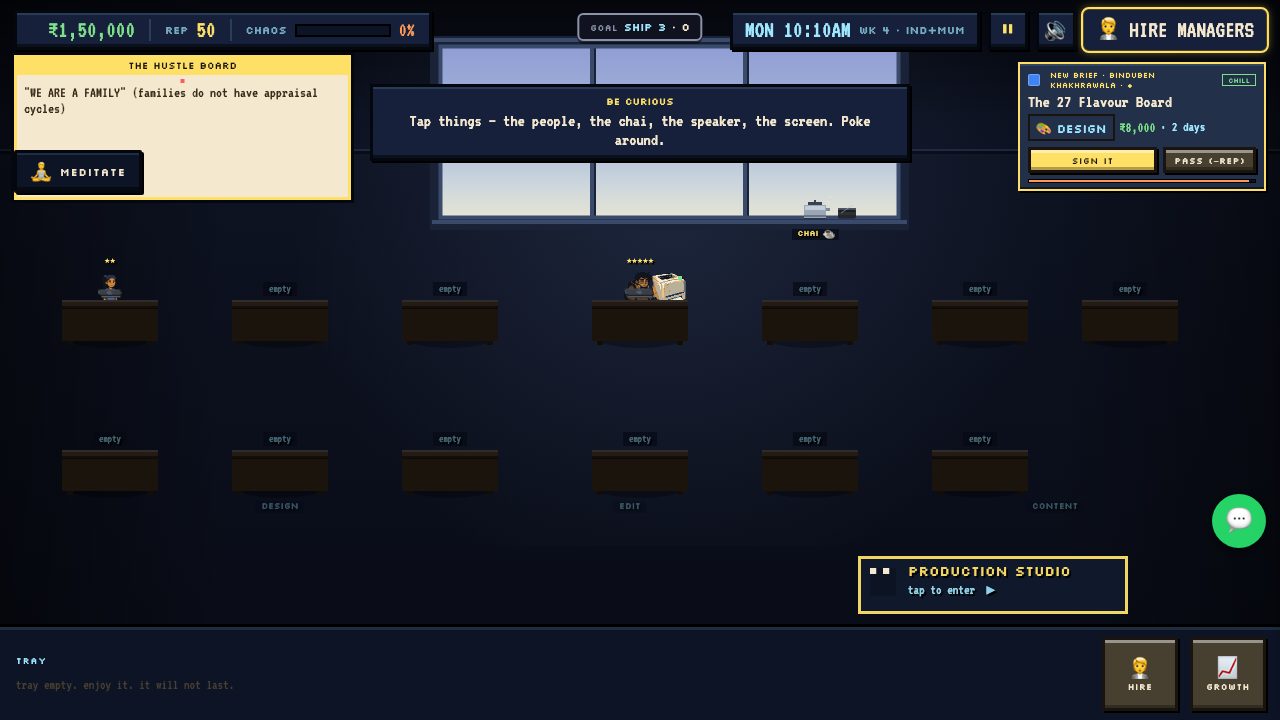 ₹1,50,000 REP 50 CHAOS 0%
GOAL SHIP 3 · 0
MON 10:10AM WK 4 · IND+MUM
HIRE MANAGERS
THE HUSTLE BOARD
"WE ARE A FAMILY" (families do not have appraisal
cycles)
MEDITATE
BE CURIOUS
Tap things — the people, the chai, the speaker, the screen. Poke
around.
NEW BRIEF · BINDUBEN
KHAKHRAWALA · ◆
CHILL
The 27 Flavour Board
DESIGN ₹8,000 · 2 days
SIGN IT PASS (-REP)
CHAI
★★ ★★★★★
empty empty empty empty empty
empty empty empty empty empty empty
DESIGN EDIT CONTENT
PRODUCTION STUDIO
tap to enter ▶
TRAY
tray empty. enjoy it. it will not last.
HIRE GROWTH